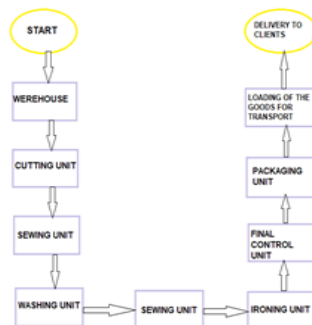 START
WEREHOUSE
CUTTING UNIT
SEWING UNIT
WASHING UNIT
SEWING UNIT
IRONING UNIT
FINAL
CONTROL
UNIT
PACKAGING
UNIT
LOADING OF THE
GOODS FOR
TRANSPORT
DELIVERY TO
CLIENTS